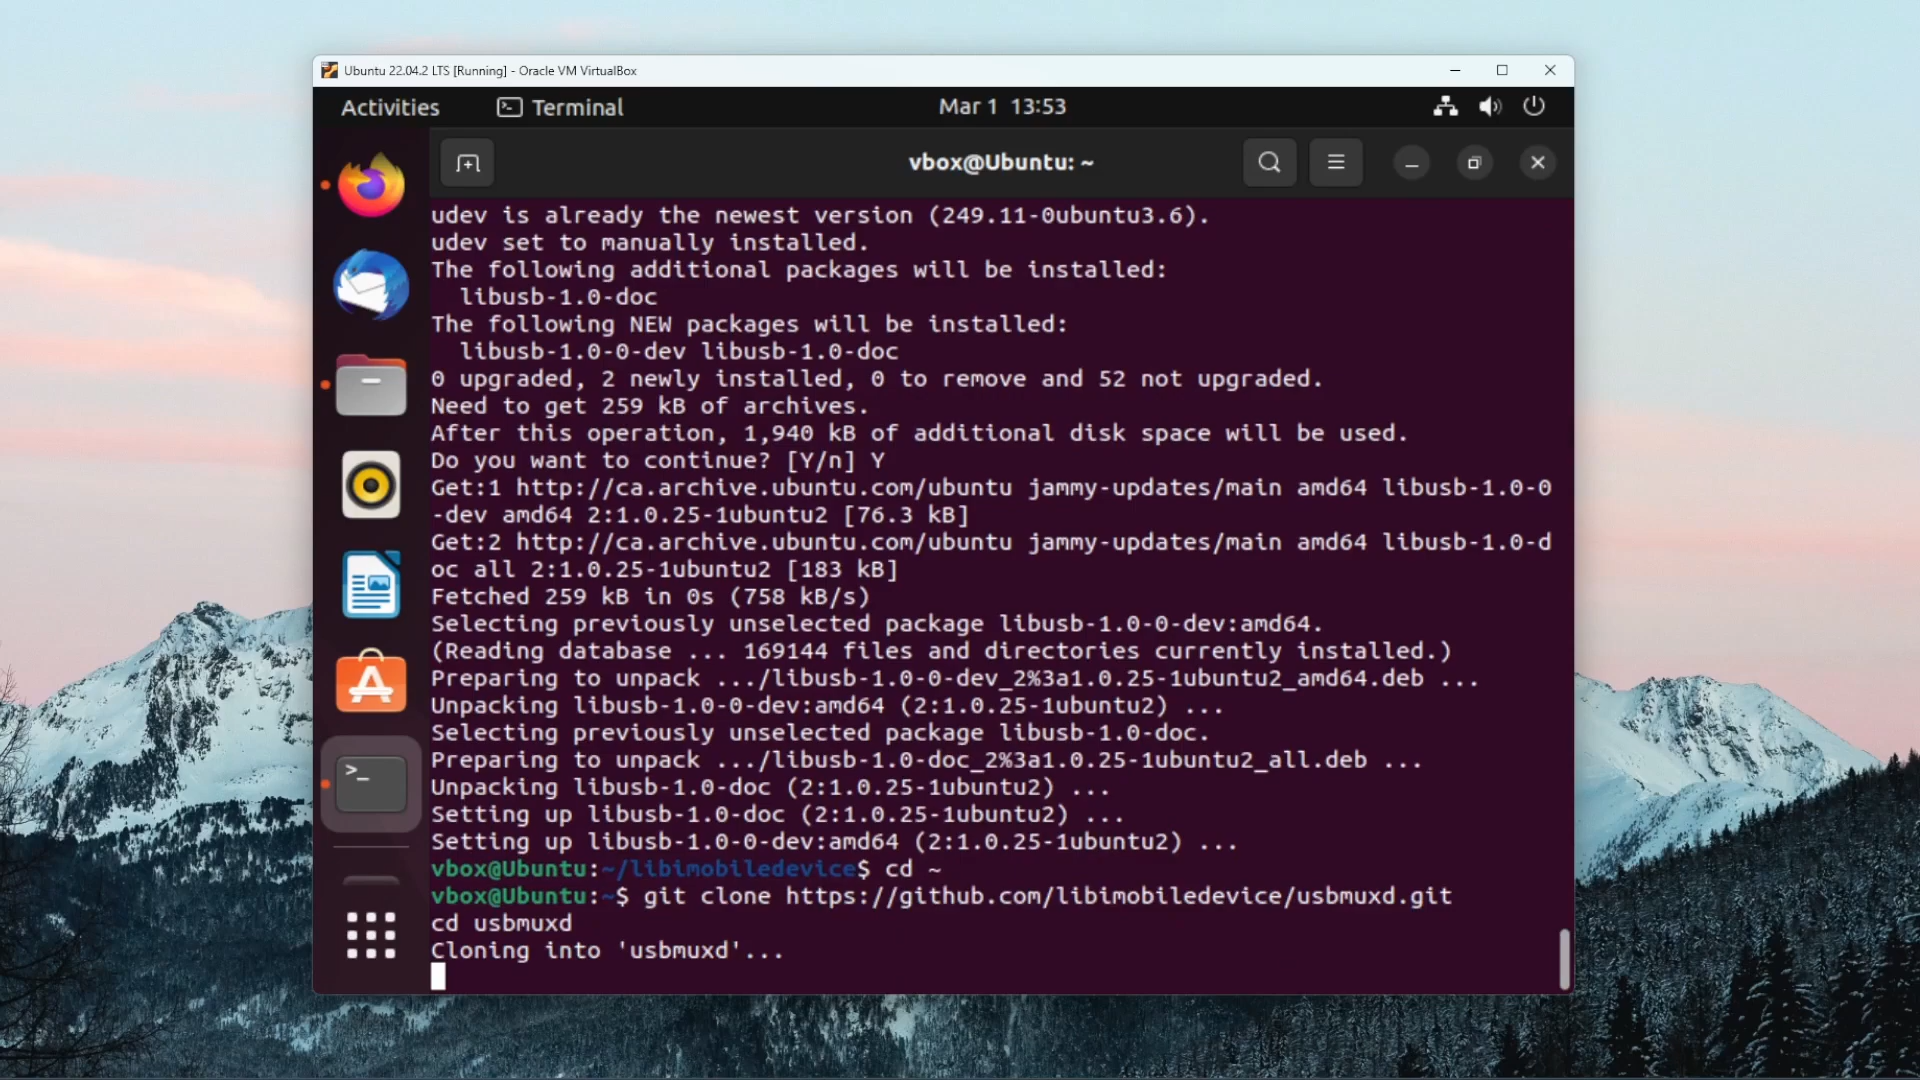 Ubuntu 22.04.2 LTS [Running] - Oracle VM VirtualBox
Activities
Terminal
Mar 1 13:53
vbox@Ubuntu: ~
udev is already the newest version (249.11-0ubuntu3.6).
udev set to manually installed.
The following additional packages will be installed:
libusb-1.0-doc
The following NEW packages will be installed:
libusb-1.0-0-dev libusb-1.0-doc
0 upgraded, 2 newly installed, 0 to remove and 52 not upgraded.
Need to get 259 kB of archives.
After this operation, 1,940 kB of additional disk space will be used.
Do you want to continue? [Y/n] Y
Get:1 http://ca.archive.ubuntu.com/ubuntu jammy-updates/main amd64 libusb-1.0-0
-dev amd64 2:1.0.25-1ubuntu2 [76.3 kB]
Get:2 http://ca.archive.ubuntu.com/ubuntu jammy-updates/main amd64 libusb-1.0-d
oc all 2:1.0.25-1ubuntu2 [183 kB]
Fetched 259 kB in 0s (758 kB/s)
Selecting previously unselected package libusb-1.0-0-dev:amd64.
(Reading database ... 169144 files and directories currently installed.)
Preparing to unpack .../libusb-1.0-0-dev_2%3a1.0.25-1ubuntu2_amd64.deb ...
Unpacking libusb-1.0-0-dev:amd64 (2:1.0.25-1ubuntu2) ...
Selecting previously unselected package libusb-1.0-doc.
Preparing to unpack .../libusb-1.0-doc_2%3a1.0.25-1ubuntu2_all.deb ...
Unpacking libusb-1.0-doc (2:1.0.25-1ubuntu2) ...
Setting up libusb-1.0-doc (2:1.0.25-1ubuntu2) ...
Setting up libusb-1.0-0-dev:amd64 (2:1.0.25-1ubuntu2) ...
vbox@Ubuntu:~/libimobiledevice$ cd ~
vbox@Ubuntu:~$ git clone https://github.com/libimobiledevice/usbmuxd.git
cd usbmuxd
Cloning into 'usbmuxd'...